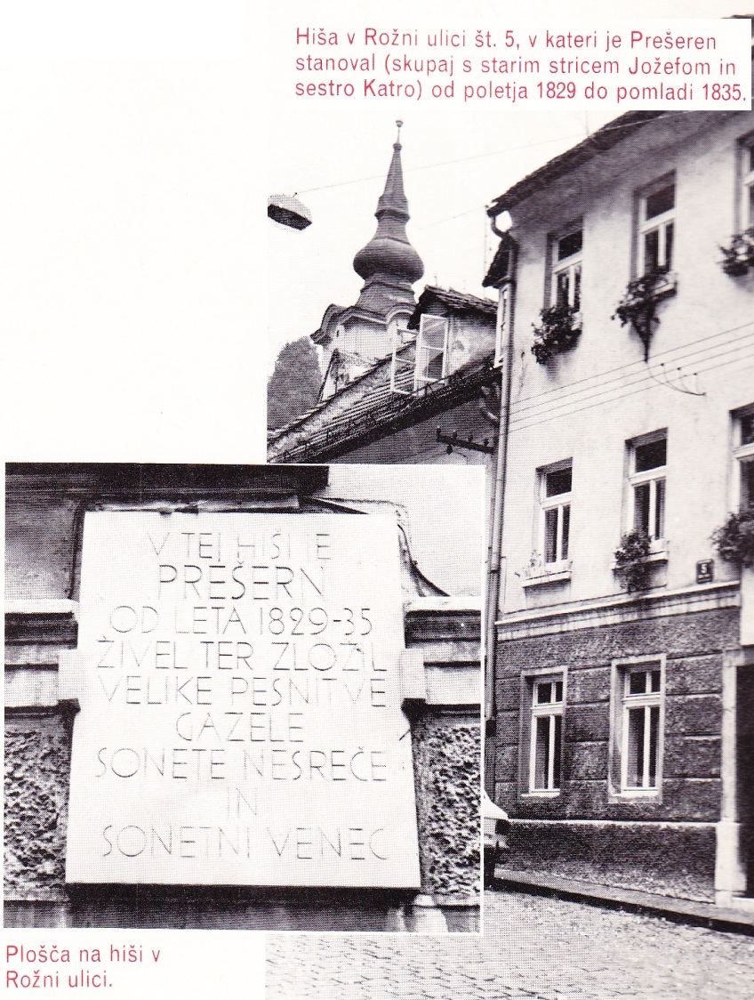 Hiša v Rožni ulici št. 5, v kateri je Prešeren
stanoval (skupaj s starim stricem Jožefom in
sestro Katro) od poletja 1829 do pomladi 1835.
5
V TEJ HIŠI JE
PREŠERN
OD LETA 1829-35
ŽIVEL TER ZLOŽIL
VELIKE PESNITVE
GAZELE
SONETE NESREČE
IN
SONETNI VENEC
Plošča na hiši v
Rožni ulici.